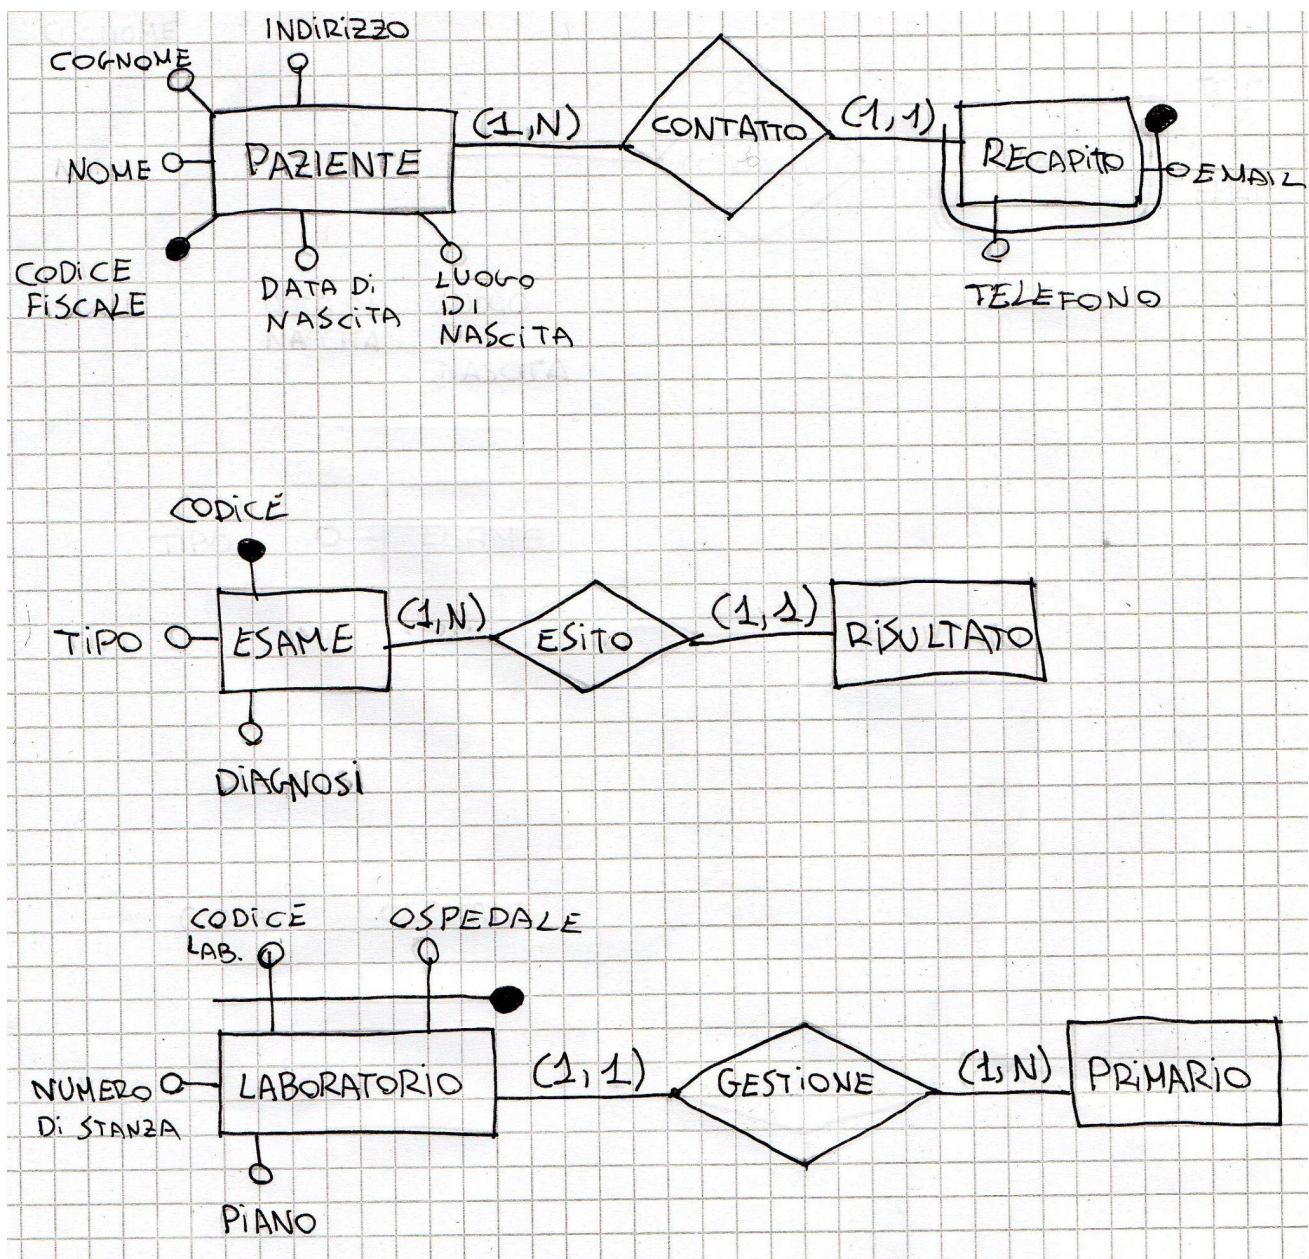 INDIRIZZO
COGNOME
(1,N)
CONTATTO
(1,1)
RECAPITO
NOME
PAZIENTE
EMAIL
CODICE
FISCALE
DATA DI
NASCITA
LUOGO
DI
NASCITA
TELEFONO
CODICE
TIPO
ESAME
(1,N)
ESITO
(1,1)
RISULTATO
DIAGNOSI
CODICE
LAB.
OSPEDALE
NUMERO
DI STANZA
LABORATORIO
(1,1)
GESTIONE
(1,N)
PRIMARIO
PIANO